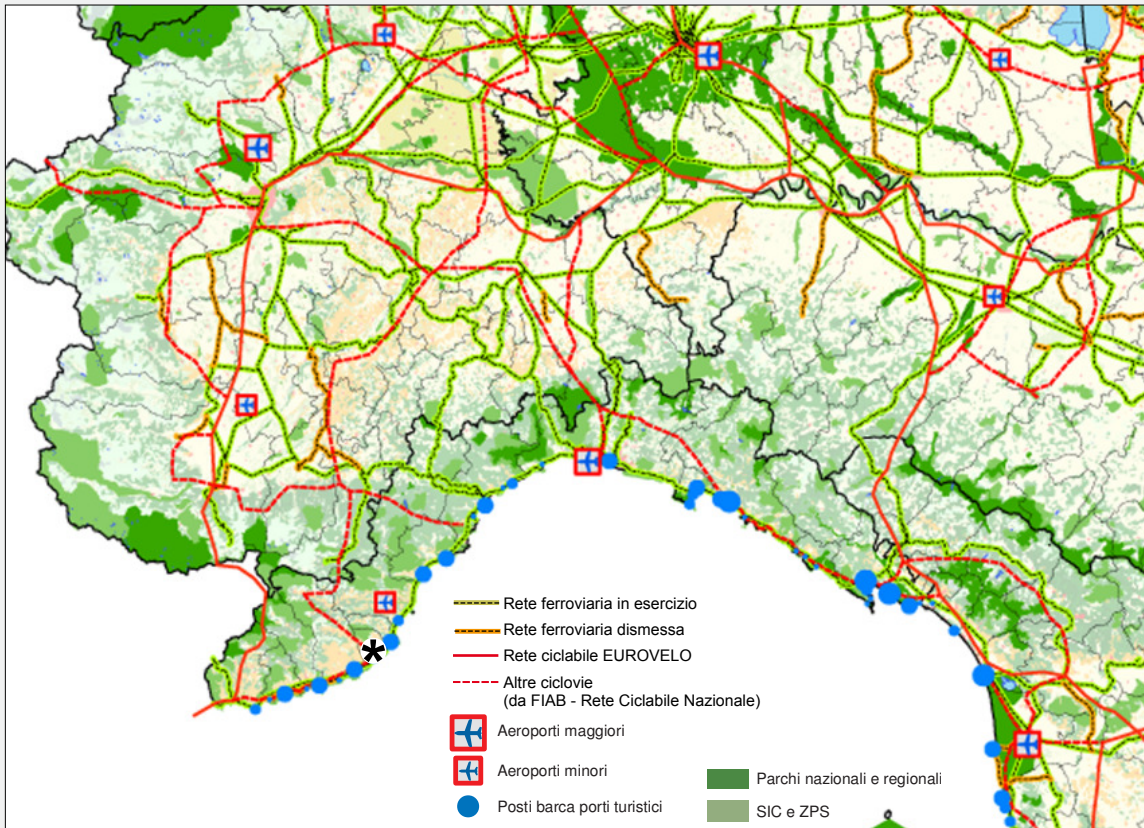 Rete ferroviaria in esercizio
Rete ferroviaria dismessa
Rete ciclabile EUROVELO
Altre ciclovie
(da FIAB - Rete Ciclabile Nazionale)
Aeroporti maggiori
Aeroporti minori
Posti barca porti turistici
Parchi nazionali e regionali
SIC e ZPS